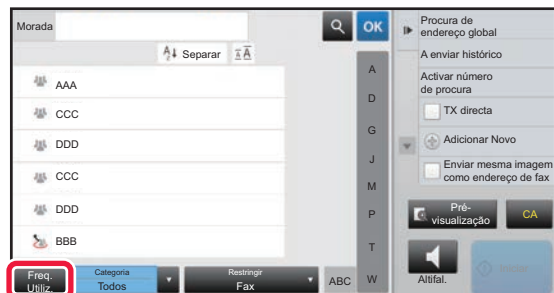 Morada
OK
Separar
AAA
CCC
DDD
CCC
DDD
BBB
A
D
G
J
M
P
T
W
Freq.
Utiliz.
Categoria
Todos
Restringir
Fax
ABC
Procura de
endereço global
A enviar histórico
Activar número
de procura
TX directa
Adicionar Novo
Enviar mesma imagem
como endereço de fax
Pré-
visualização
CA
Altifal.
Iniciar